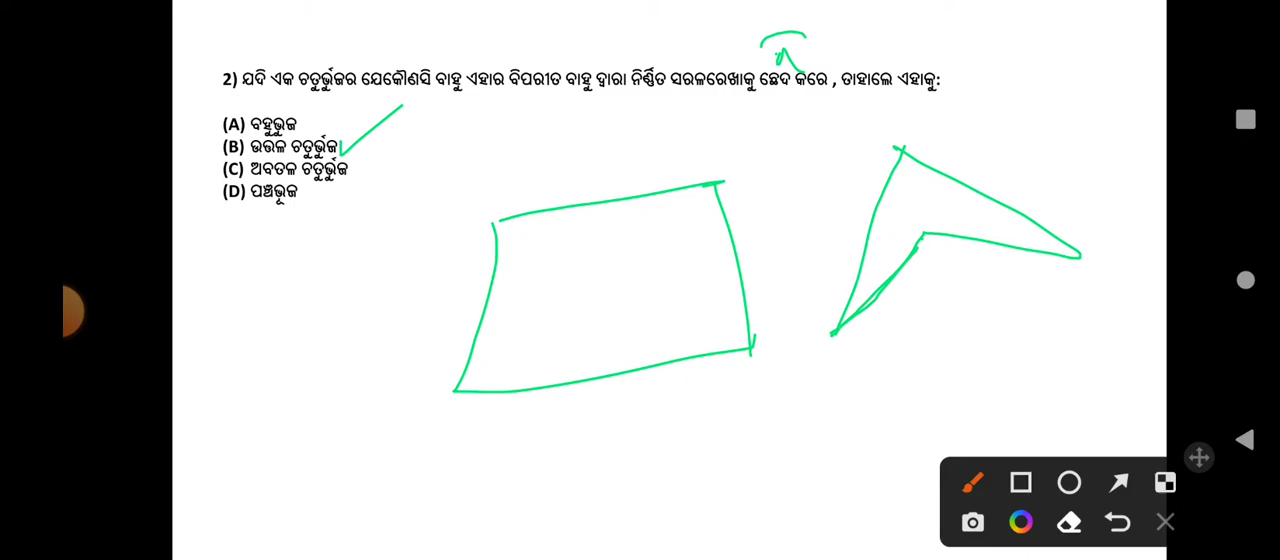 ନ
2) ଯଦି ଏକ ଚତୁର୍ଭୁଜର ଯେକୌଣସି ବାହୁ ଏହାର ବିପରୀତ ବାହୁ ଦ୍ୱାରା ନିର୍ଣ୍ଣିତ ସରଳରେଖାକୁ ଛେଦ କରେ , ତାହାଲେ ଏହାକୁ:
(A) ବହୁଭୁଜ
(B) ଉତ୍ତଳ ଚତୁର୍ଭୁଜ
(C) ଅବତଳ ଚତୁର୍ଭୁଜ
(D) ପଞ୍ଚଭୂଜ